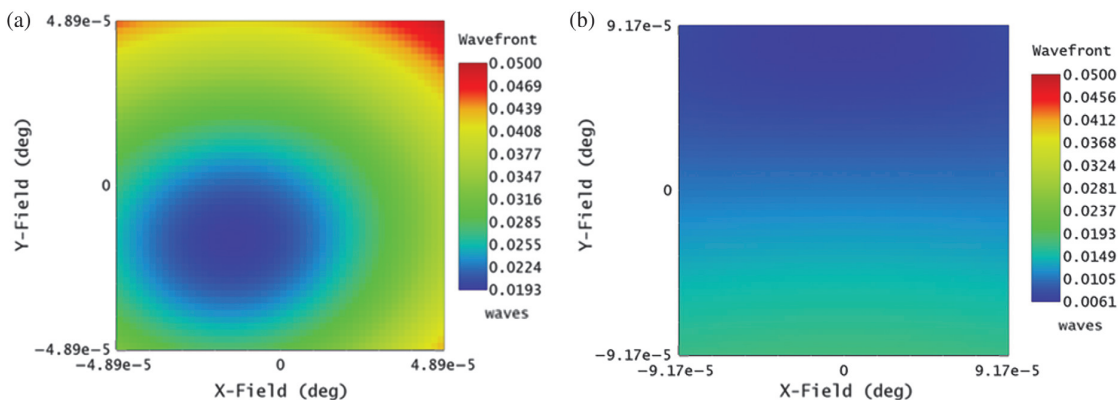 (a)
4.89e-5
0
-4.89e-5
Y-Field (deg)
-4.89e-5
0
4.89e-5
X-Field (deg)
Wavefront
0.0500
0.0469
0.0439
0.0408
0.0377
0.0347
0.0316
0.0285
0.0255
0.0224
0.0193
waves
(b)
9.17e-5
0
-9.17e-5
Y-Field (deg)
-9.17e-5
0
9.17e-5
X-Field (deg)
Wavefront
0.0500
0.0456
0.0412
0.0368
0.0324
0.0281
0.0237
0.0193
0.0149
0.0105
0.0061
waves